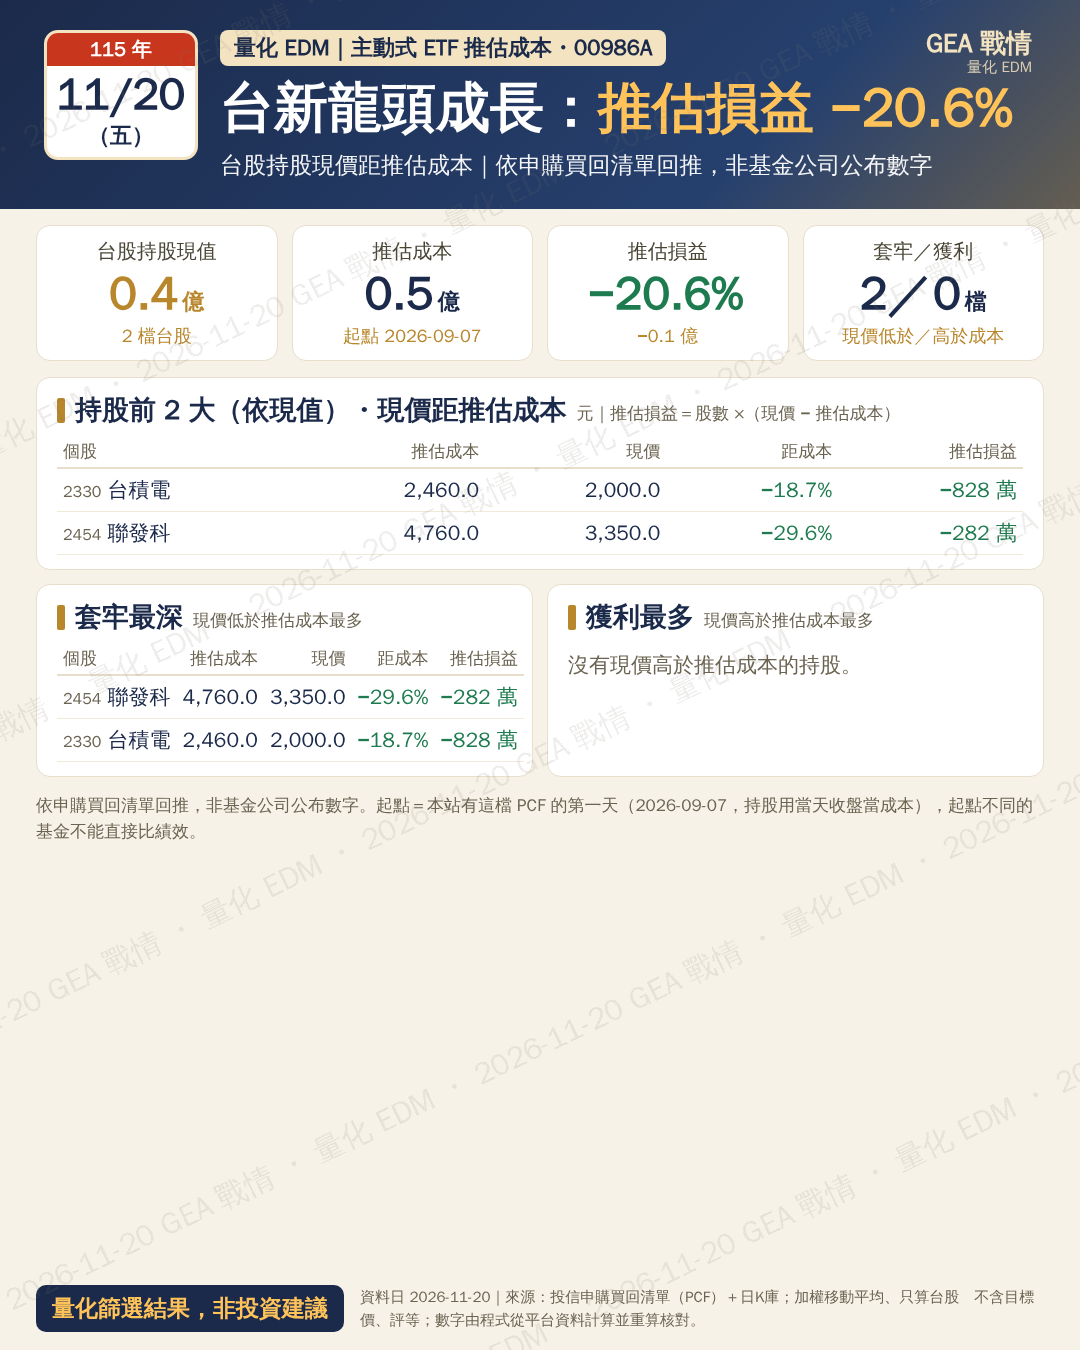 115 年
11/20
（五）
量化 EDM｜主動式 ETF 推估成本・00986A
GEA 戰情
量化 EDM
台新龍頭成長：推估損益 −20.6%
台股持股現價距推估成本｜依申購買回清單回推，非基金公司公布數字
台股持股現值
0.4 億
2 檔台股
推估成本
0.5 億
起點 2026-09-07
推估損益
−20.6%
−0.1 億
套牢／獲利
2／0 檔
現價低於／高於成本
持股前 2 大（依現值）・現價距推估成本 元｜推估損益＝股數 ×（現價 − 推估成本）
個股 推估成本 現價 距成本 推估損益
2330 台積電 2,460.0 2,000.0 −18.7% −828 萬
2454 聯發科 4,760.0 3,350.0 −29.6% −282 萬
套牢最深 現價低於推估成本最多
個股 推估成本 現價 距成本 推估損益
2454 聯發科 4,760.0 3,350.0 −29.6% −282 萬
2330 台積電 2,460.0 2,000.0 −18.7% −828 萬
獲利最多 現價高於推估成本最多
沒有現價高於推估成本的持股。
依申購買回清單回推，非基金公司公布數字。起點＝本站有這檔 PCF 的第一天（2026-09-07，持股用當天收盤當成本），起點不同的
基金不能直接比績效。
量化篩選結果，非投資建議
資料日 2026-11-20｜來源：投信申購買回清單（PCF）＋日K庫；加權移動平均、只算台股　不含目標
價、評等；數字由程式從平台資料計算並重算核對。
2026-11-20 GEA 戰情 ・ 量化 EDM